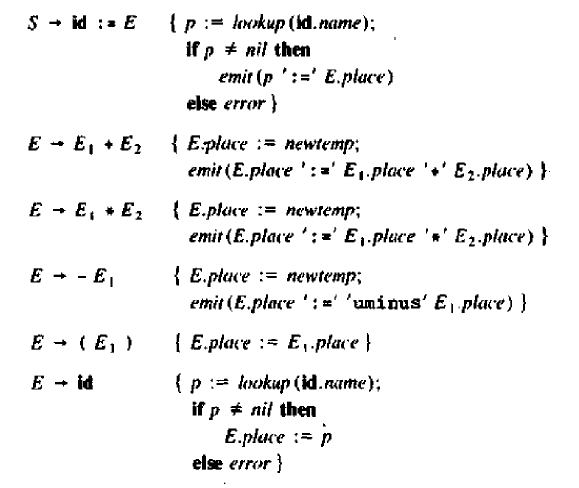 S → id := E { p := lookup(id.name);
if p ≠ nil then
emit(p ':=' E.place)
else error }
E → E₁ + E₂ { E.place := newtemp;
emit(E.place ':=' E₁.place '+' E₂.place) }
E → E₁ * E₂ { E.place := newtemp;
emit(E.place ':=' E₁.place '*' E₂.place) }
E → - E₁ { E.place := newtemp;
emit(E.place ':=' 'uminus' E₁.place) }
E → ( E₁ ) { E.place := E₁.place }
E → id { p := lookup(id.name);
if p ≠ nil then
E.place := p
else error }